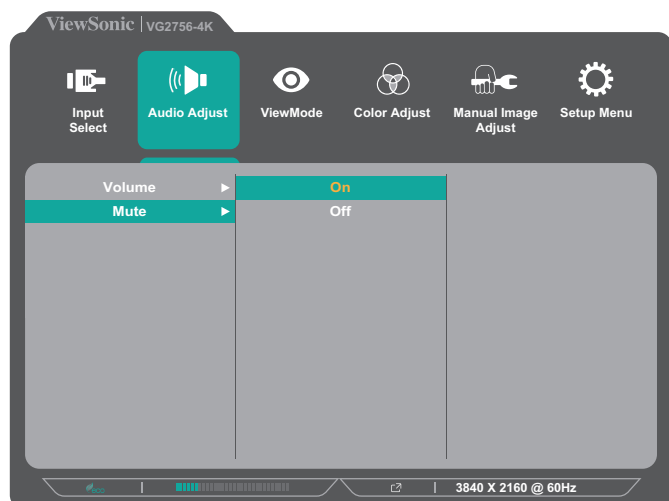 ViewSonic | VG2756-4K
Input Select
Audio Adjust
ViewMode
Color Adjust
Manual Image Adjust
Setup Menu
Volume
On
Mute
Off
eco
3840 X 2160 @ 60Hz